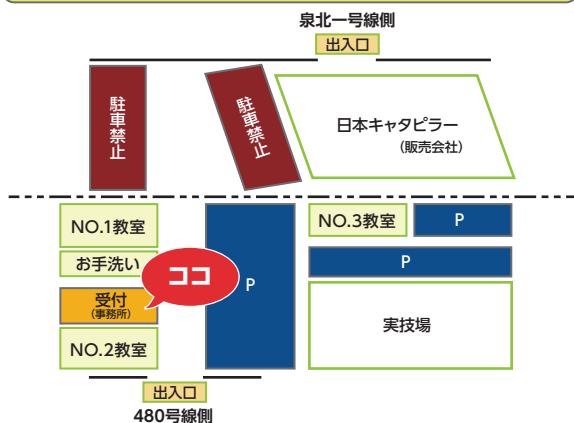 泉北一号線側
出入口
駐車禁止
駐車禁止
日本キャタピラー
（販売会社）
NO.1教室
お手洗い
ココ
受付
（事務所）
NO.2教室
P
NO.3教室
P
P
実技場
出入口
480号線側